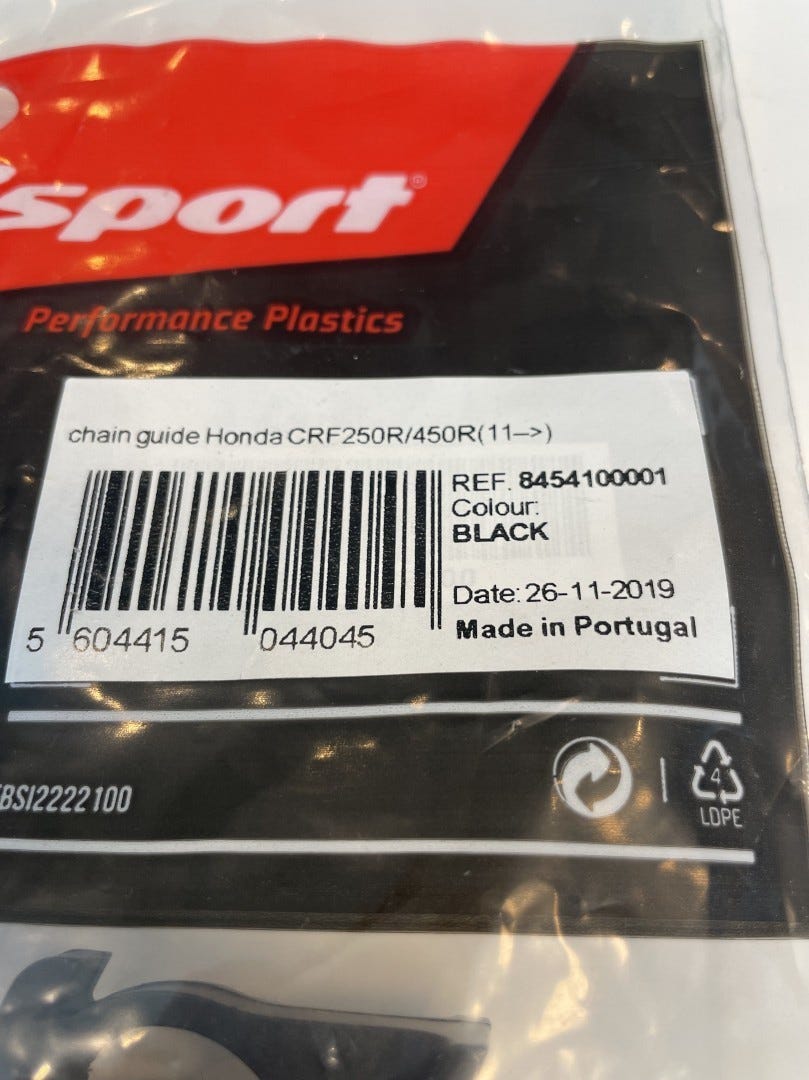 sport®
Performance Plastics
chain guide Honda CRF250R/450R(11-->)
REF. 8454100001
Colour:
BLACK
Date: 26-11-2019
Made in Portugal
5 604415 044045
BSI2222100
4
LDPE